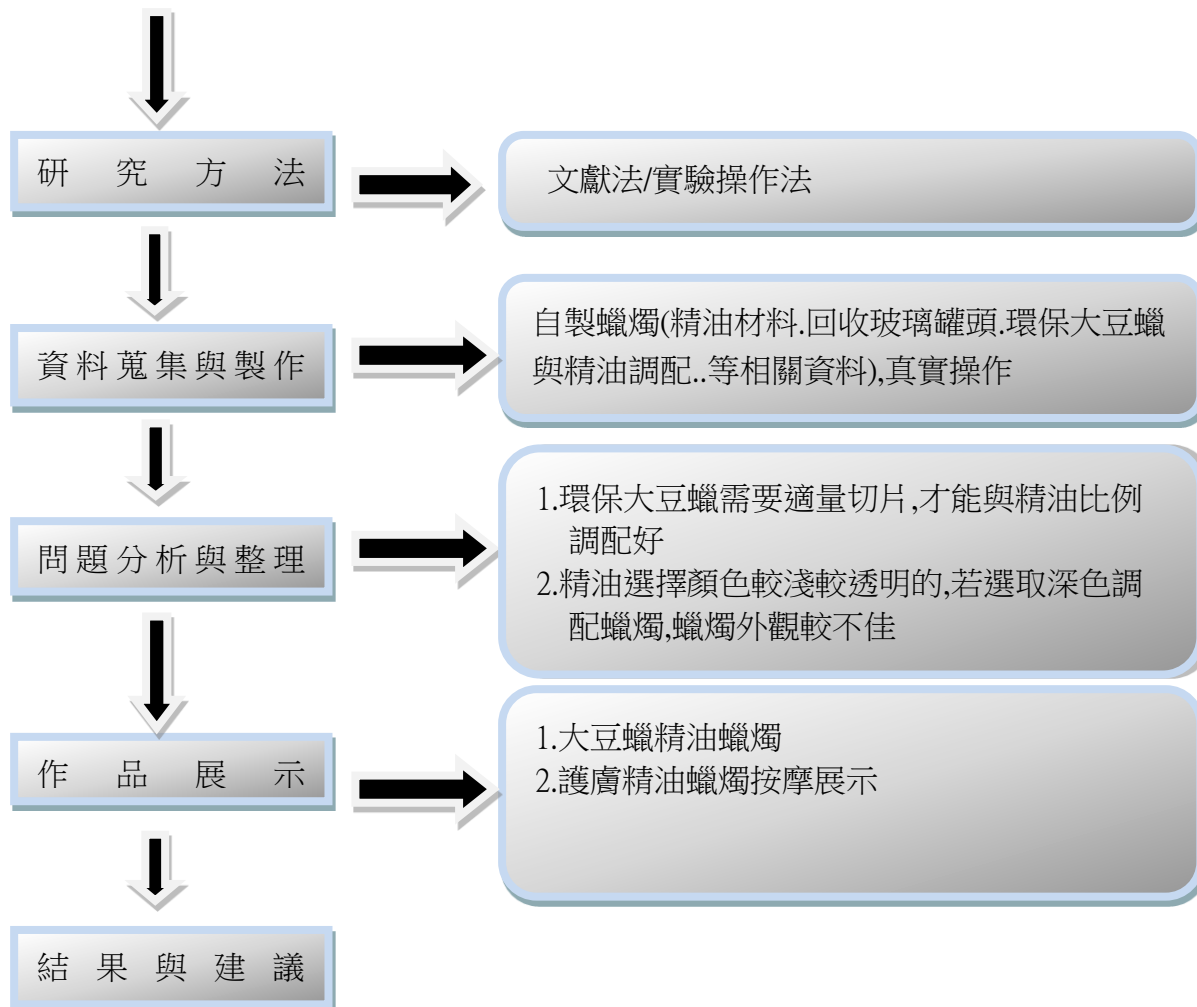 研究方法
文獻法/實驗操作法
資料蒐集與製作
自製蠟燭(精油材料.回收玻璃罐頭.環保大豆蠟
與精油調配..等相關資料),真實操作
問題分析與整理
1.環保大豆蠟需要適量切片,才能與精油比例
調配好
2.精油選擇顏色較淺較透明的,若選取深色調
配蠟燭,蠟燭外觀較不佳
作品展示
1.大豆蠟精油蠟燭
2.護膚精油蠟燭按摩展示
結果與建議